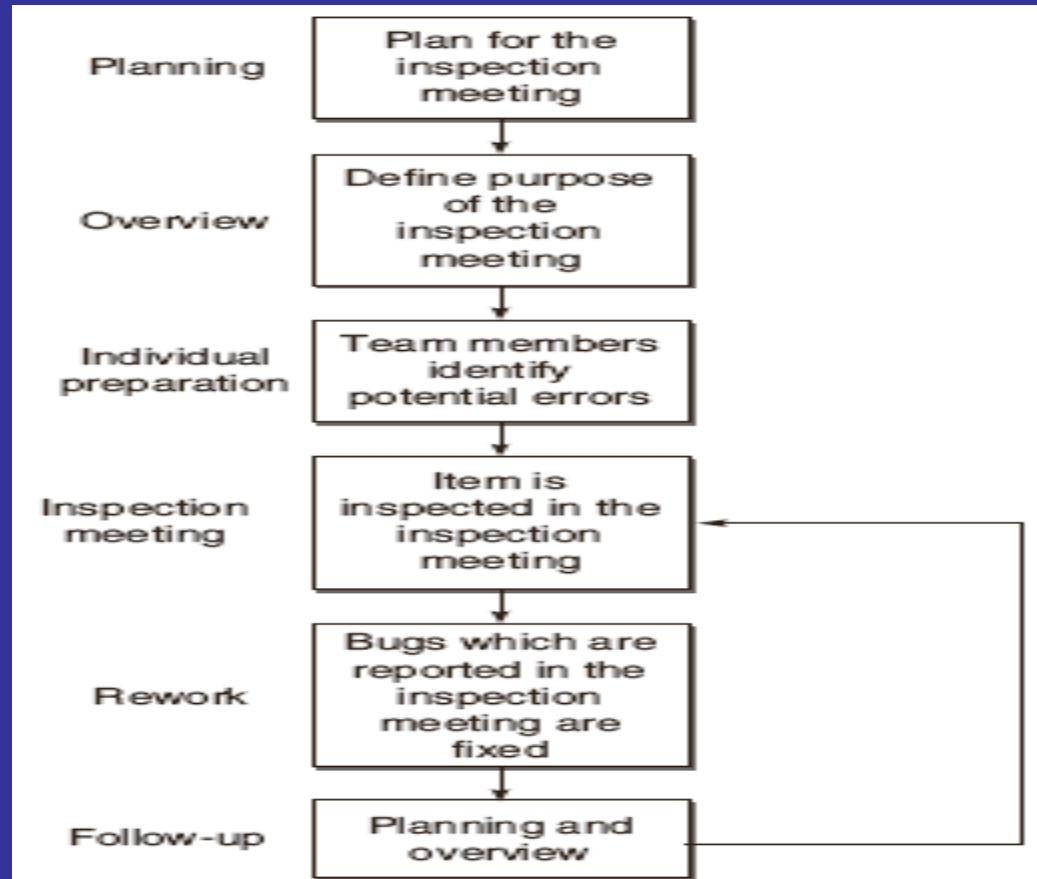 Planning
Plan for the
inspection
meeting
Overview
Define purpose
of the
inspection
meeting
Individual
preparation
Team members
identify
potential errors
Inspection
meeting
Item is
inspected in the
inspection
meeting
Rework
Bugs which are
reported in the
inspection
meeting are
fixed
Follow-up
Planning and
overview